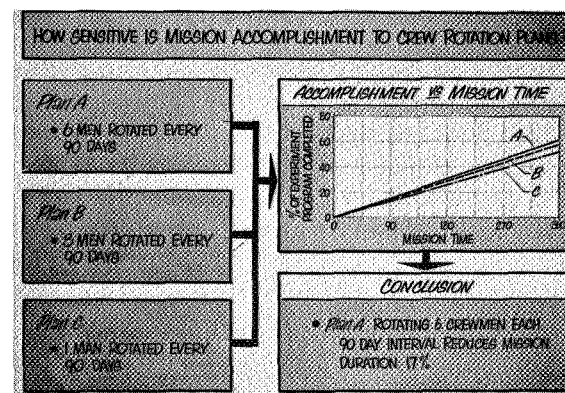 HOW SENSITIVE IS MISSION ACCOMPLISHMENT TO CREW ROTATION PLANS
Plan A
• 6 MEN ROTATED EVERY
90 DAYS
Plan B
• 3 MEN ROTATED EVERY
90 DAYS
Plan C
• 1 MAN ROTATED EVERY
90 DAYS
ACCOMPLISHMENT VS MISSION TIME
% OF EXPERIMENT
PROGRAM COMPLETED
80
60
40
20
0
A
B
C
0 90 180 270
MISSION TIME
CONCLUSION
• Plan A ROTATING 6 CREWMEN EACH
90 DAY INTERVAL REDUCES MISSION
DURATION 17%